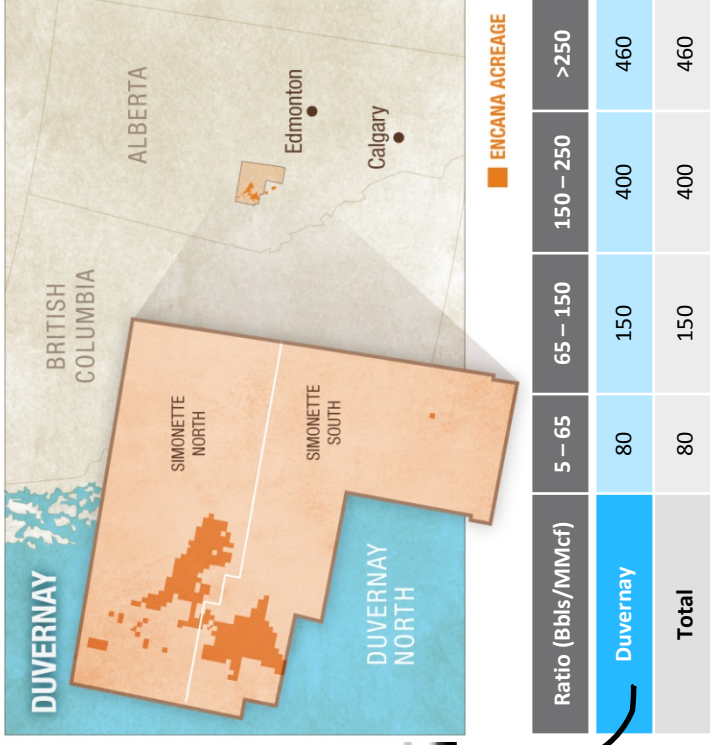 DUVERNAY
BRITISH
COLUMBIA
ALBERTA
Edmonton
Calgary
SIMONETTE
NORTH
SIMONETTE
SOUTH
DUVERNAY
NORTH
ENCANA ACREAGE
Ratio (Bbls/MMcf) 5 – 65 65 – 150 150 – 250 >250
Duvernay 80 150 400 460
Total 80 150 400 460